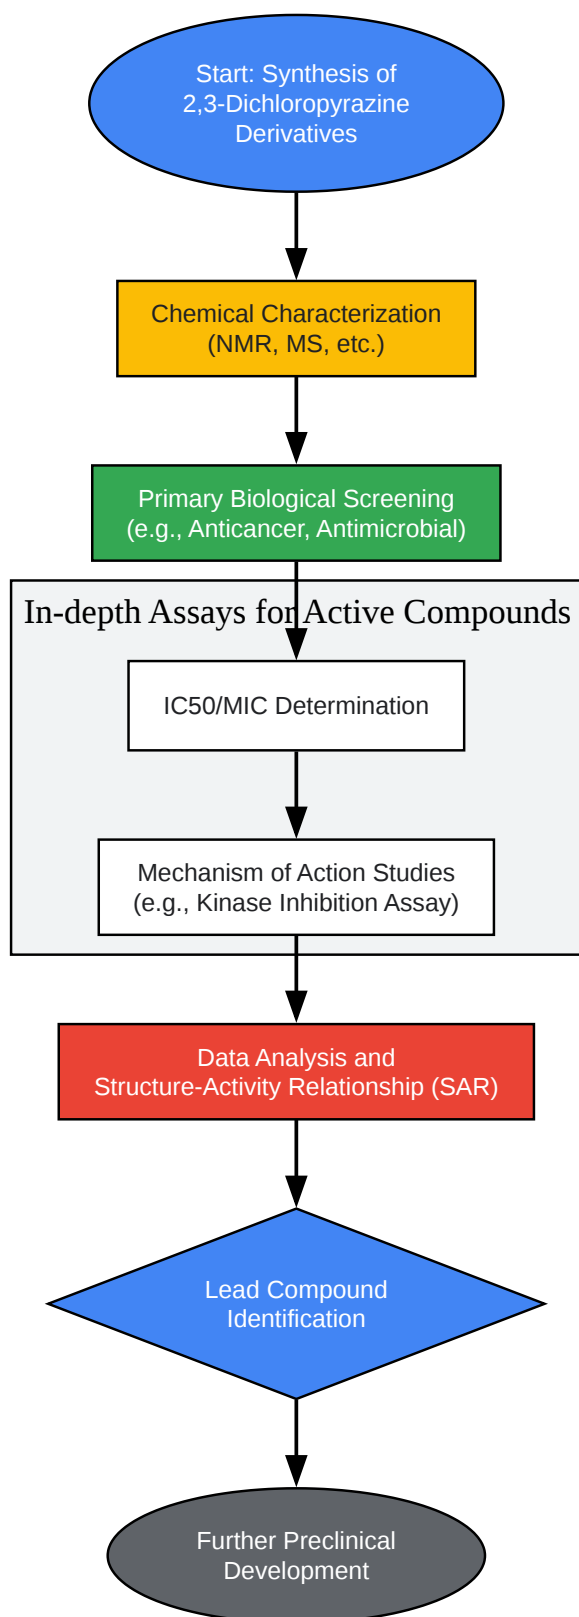 Start: Synthesis of
2,3-Dichloropyrazine
Derivatives
Chemical Characterization
(NMR, MS, etc.)
Primary Biological Screening
(e.g., Anticancer, Antimicrobial)
In-depth Assays for Active Compounds
IC50/MIC Determination
Mechanism of Action Studies
(e.g., Kinase Inhibition Assay)
Data Analysis and
Structure-Activity Relationship (SAR)
Lead Compound
Identification
Further Preclinical
Development